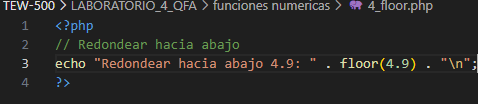 TEW-500 > LABORATORIO_4_QFA > funciones numericas > 4_floor.php
1 <?php
2 // Redondear hacia abajo
3 echo "Redondear hacia abajo 4.9: " . floor(4.9) . "\n";
4 ?>